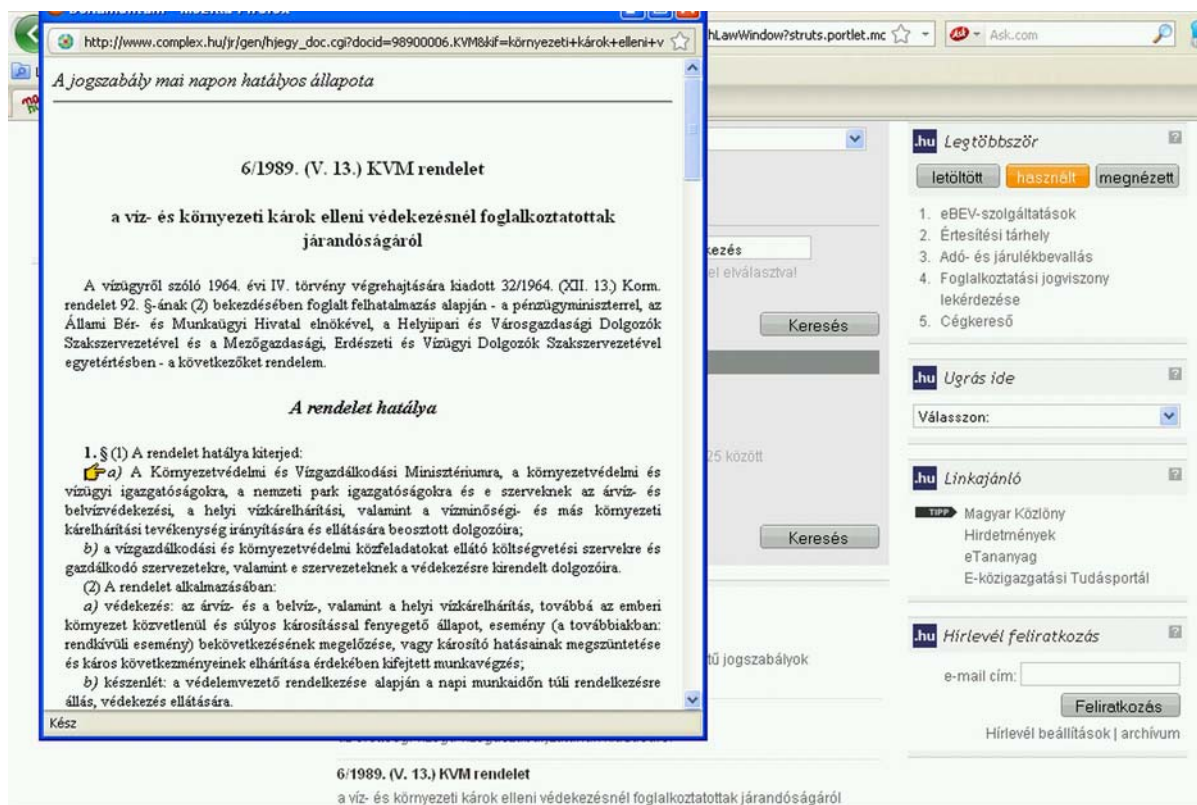 http://www.complex.hu/jr/gen/hjegy_doc.cgi?docid=98900006.KVM&kif=környezeti+károk+elleni+v
A jogszabály mai napon hatályos állapota
6/1989. (V. 13.) KVM rendelet
a víz- és környezeti károk elleni védekezésnél foglalkoztatottak
járandóságáról
A vízügyről szóló 1964. évi IV. törvény végrehajtására kiadott 32/1964. (XII. 13.) Korm.
rendelet 92. §-ának (2) bekezdésében foglalt felhatalmazás alapján - a pénzügyminiszterrel, az
Állami Bér- és Munkaügyi Hivatal elnökével, a Helyiipari és Városgazdasági Dolgozók
Szakszervezetével és a Mezőgazdasági, Erdészeti és Vízügyi Dolgozók Szakszervezetével
egyetértésben - a következőket rendelem.
A rendelet hatálya
1. § (1) A rendelet hatálya kiterjed:
a) A Környezetvédelmi és Vízgazdálkodási Minisztériumra, a környezetvédelmi és
vízügyi igazgatóságokra, a nemzeti park igazgatóságokra és e szerveknek az árvíz- és
belvízvédekezési, a helyi vízkárelhárítási, valamint a vízminőségi- és más környezeti
kárelhárítási tevékenység irányítására és ellátására beosztott dolgozóira;
b) a vízgazdálkodási és környezetvédelmi közfeladatokat ellátó költségvetési szervekre és
gazdálkodó szervezetekre, valamint e szervezeteknek a védekezésre kirendelt dolgozóira.
(2) A rendelet alkalmazásában:
a) védekezés: az árvíz- és a belvíz-, valamint a helyi vízkárelhárítás, továbbá az emberi
környezet közvetlenül és súlyos károsítással fenyegető állapot, esemény (a továbbiakban:
rendkívüli esemény) bekövetkezésének megelőzése, vagy károsító hatásainak megszüntetése
és káros következményeinek elhárítása érdekében kifejtett munkavégzés;
b) készenlét: a védelemvezető rendelkezése alapján a napi munkaidőn túli rendelkezésre
állás, védekezés ellátására.
Kész
hLawWindow?struts.portlet.mo
Ask.com
kezés
el elválasztva!
Keresés
25 között
Keresés
tű jogszabályok
6/1989. (V. 13.) KVM rendelet
a víz- és környezeti károk elleni védekezésnél foglalkoztatottak járandóságáról
.hu Legtöbbször
letöltött használt megnézett
1. eBEV-szolgáltatások
2. Értesítési tárhely
3. Adó- és járulékbevallás
4. Foglalkoztatási jogviszony
lekérdezése
5. Cégkereső
.hu Ugrás ide
Válasszon:
.hu Linkajánló
TIPP Magyar Közlöny
Hirdetmények
eTananyag
E-közigazgatási Tudásportál
.hu Hírlevél feliratkozás
e-mail cím:
Feliratkozás
Hírlevél beállítások | archívum